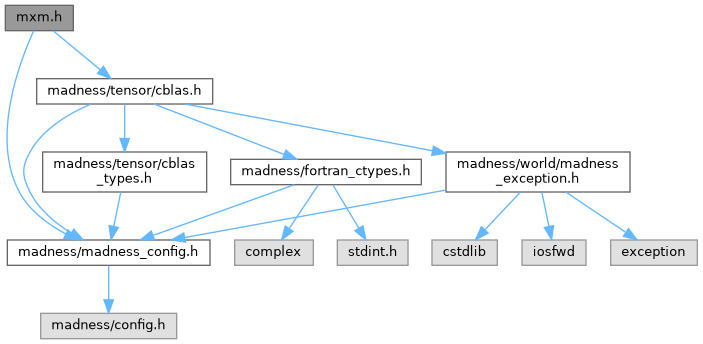 mxm.h
madness/tensor/cblas.h
madness/tensor/cblas
_types.h
madness/fortran_ctypes.h
madness/world/madness
_exception.h
madness/madness_config.h
complex
stdint.h
cstdlib
iosfwd
exception
madness/config.h